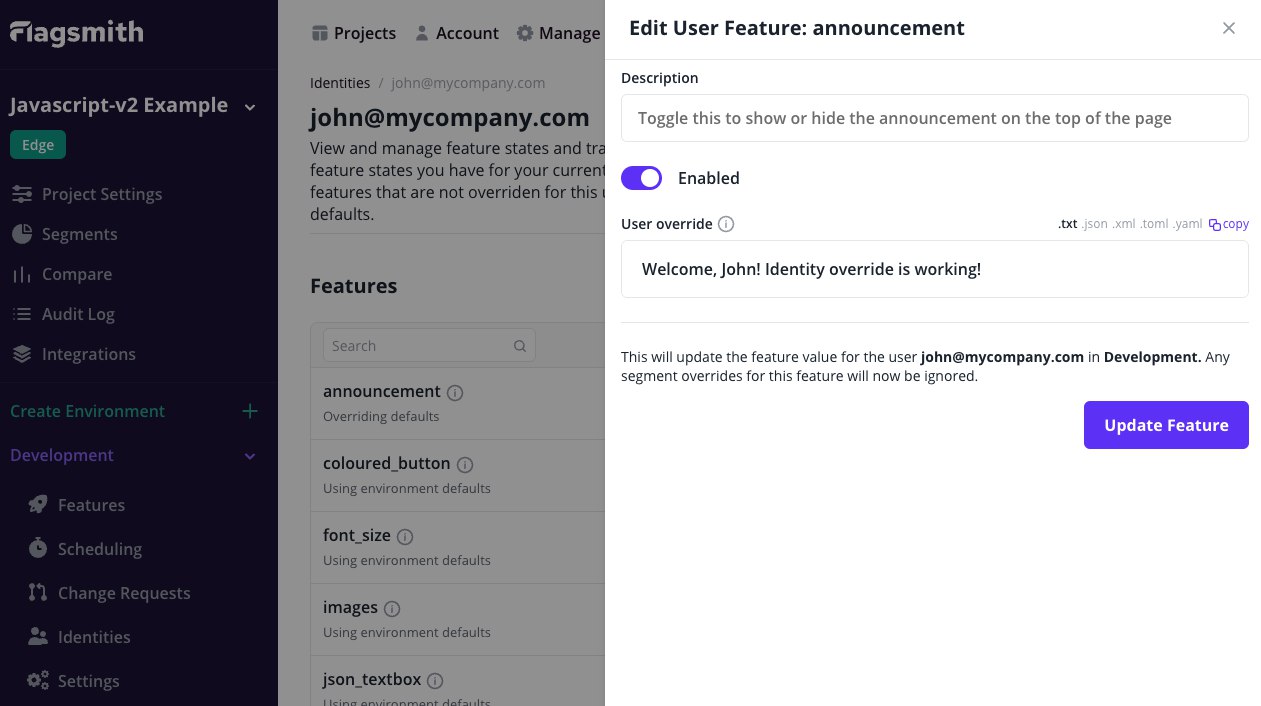 Flagsmith
Javascript-v2 Example
Edge
Project Settings
Segments
Compare
Audit Log
Integrations
Create Environment
Development
Features
Scheduling
Change Requests
Identities
Settings
Projects Account Manage
Identities / john@mycompany.com
john@mycompany.com
View and manage feature states and tra
feature states you have for your current
features that are not overriden for this u
defaults.
Features
Search
announcement
Overriding defaults
coloured_button
Using environment defaults
font_size
Using environment defaults
images
Using environment defaults
json_textbox
Using environment defaults
Edit User Feature: announcement
Description
Toggle this to show or hide the announcement on the top of the page
Enabled
User override .txt .json .xml .toml .yaml copy
Welcome, John! Identity override is working!
This will update the feature value for the user john@mycompany.com in Development. Any
segment overrides for this feature will now be ignored.
Update Feature